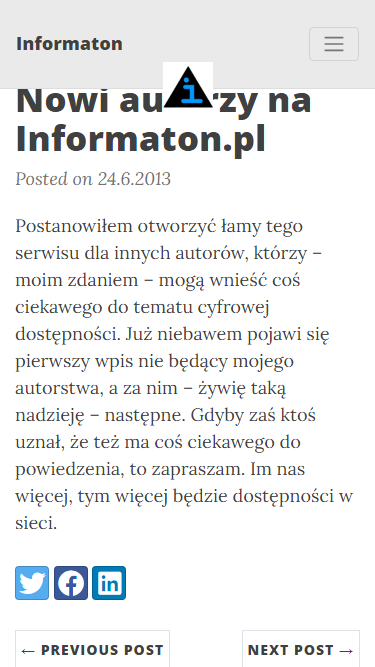 Informaton
Nowi au rzy na
Informaton.pl
Posted on 24.6.2013
Postanowiłem otworzyć łamy tego
serwisu dla innych autorów, którzy –
moim zdaniem – mogą wnieść coś
ciekawego do tematu cyfrowej
dostępności. Już niebawem pojawi się
pierwszy wpis nie będący mojego
autorstwa, a za nim – żywię taką
nadzieję – następne. Gdyby zaś ktoś
uznał, że też ma coś ciekawego do
powiedzenia, to zapraszam. Im nas
więcej, tym więcej będzie dostępności w
sieci.
← PREVIOUS POST
NEXT POST →